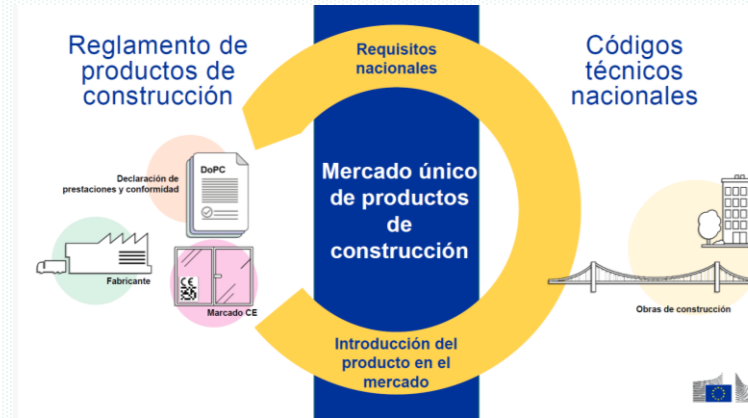 Reglamento de
productos de
construcción
Requisitos
nacionales
Códigos
técnicos
nacionales
Declaración de
prestaciones y conformidad
DoPC
Mercado único
de productos
de
construcción
Fabricante
CE
Marcado CE
Obras de construcción
Introducción del
producto en el
mercado